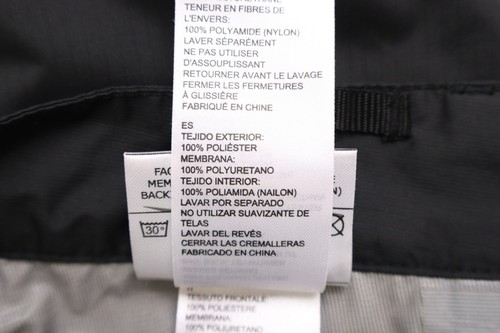 TENEUR EN FIBRES DE
L'ENVERS:
100% POLYAMIDE (NYLON)
LAVER SÉPARÉMENT
NE PAS UTILISER
D'ASSOUPLISSANT
RETOURNER AVANT LE LAVAGE
FERMER LES FERMETURES
À GLISSIÈRE
FABRIQUÉ EN CHINE
ES
TEJIDO EXTERIOR:
100% POLIÉSTER
MEMBRANA:
100% POLYURETANO
TEJIDO INTERIOR:
100% POLIAMIDA (NAILON)
LAVAR POR SEPARADO
NO UTILIZAR SUAVIZANTE DE
TELAS
LAVAR DEL REVÉS
CERRAR LAS CREMALLERAS
FABRICADO EN CHINA
FAC
MEM
BACK
N)
30°
IT
TESSUTO FRONTALE:
100% POLIESTERE
MEMBRANA:
100% POLIURETANO